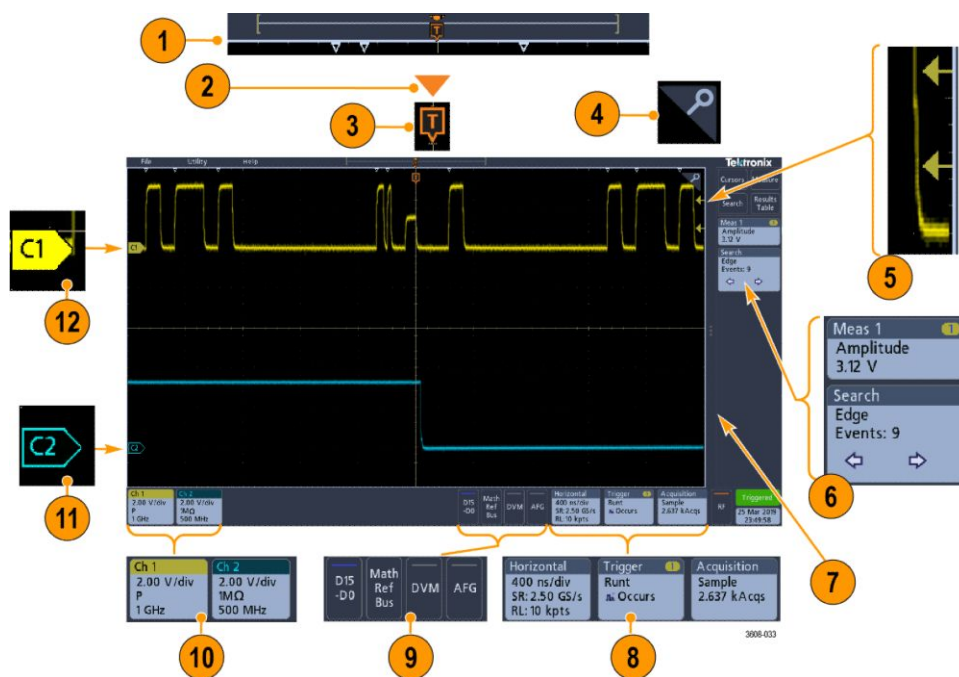 1
T
2
3
T
4
File Utility Help
Tektronix
Cursors Measure
Search Results Table
Meas 1 1
Amplitude
3.12 V
Search
Edge
Events: 9
C1
C1
12
5
C2
C2
11
Meas 1 1
Amplitude
3.12 V
Search
Edge
Events: 9
6
7
Ch 1
2.00 V/div
P
1 GHz
Ch 2
2.00 V/div
1MΩ
500 MHz
D15
-D0
Math
Ref
Bus
DVM
AFG
Horizontal
400 ns/div
SR: 2.50 GS/s
RL: 10 kpts
Trigger 1
Runt
Occurs
Acquisition
Sample
2.637 kAcqs
RF
Triggered
25 Mar 2019
23:49:58
Ch 1
2.00 V/div
P
1 GHz
Ch 2
2.00 V/div
1MΩ
500 MHz
10
D15
-D0
Math
Ref
Bus
DVM
AFG
9
Horizontal
400 ns/div
SR: 2.50 GS/s
RL: 10 kpts
Trigger 1
Runt
Occurs
Acquisition
Sample
2.637 kAcqs
8
3608-033